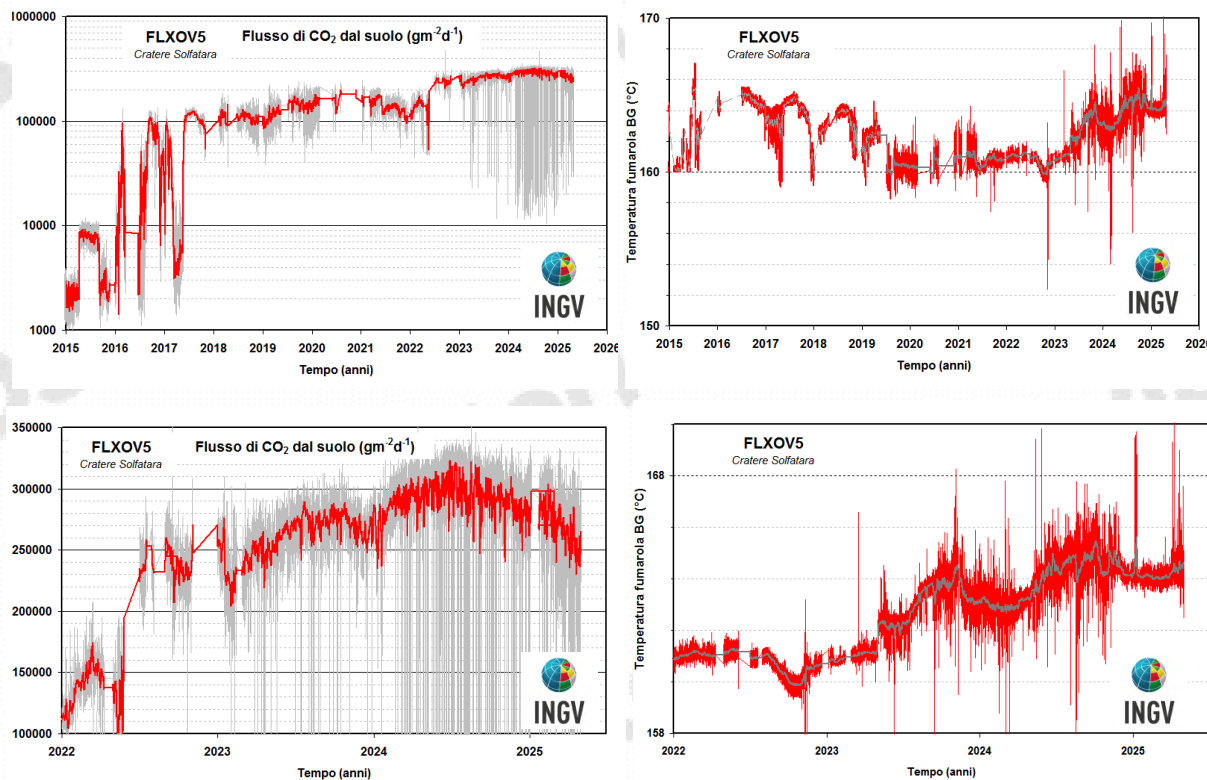 FLXOV5 Flusso di CO2 dal suolo (gm-2d-1)
Cratere Solfatara
1000000
100000
10000
1000
2015 2016 2017 2018 2019 2020 2021 2022 2023 2024 2025 2026
Tempo (anni)
INGV
FLXOV5
Cratere Solfatara
Temperatura fumarola BG (°C)
170
160
150
2015 2016 2017 2018 2019 2020 2021 2022 2023 2024 2025 202
Tempo (anni)
INGV
FLXOV5 Flusso di CO2 dal suolo (gm-2d-1)
Cratere Solfatara
350000
300000
250000
200000
150000
100000
2022 2023 2024 2025
Tempo (anni)
INGV
FLXOV5
Cratere Solfatara
Temperatura fumarola BG (°C)
168
158
2022 2023 2024 2025
Tempo (anni)
INGV